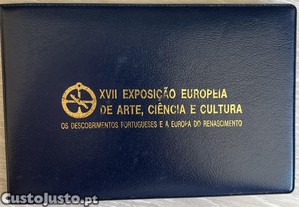 XVII EXPOSIÇÃO EUROPEIA
DE ARTE, CIÊNCIA E CULTURA
OS DESCOBRIMENTOS PORTUGUESES E A EUROPA DO RENASCIMENTO
CustoJusto.pt